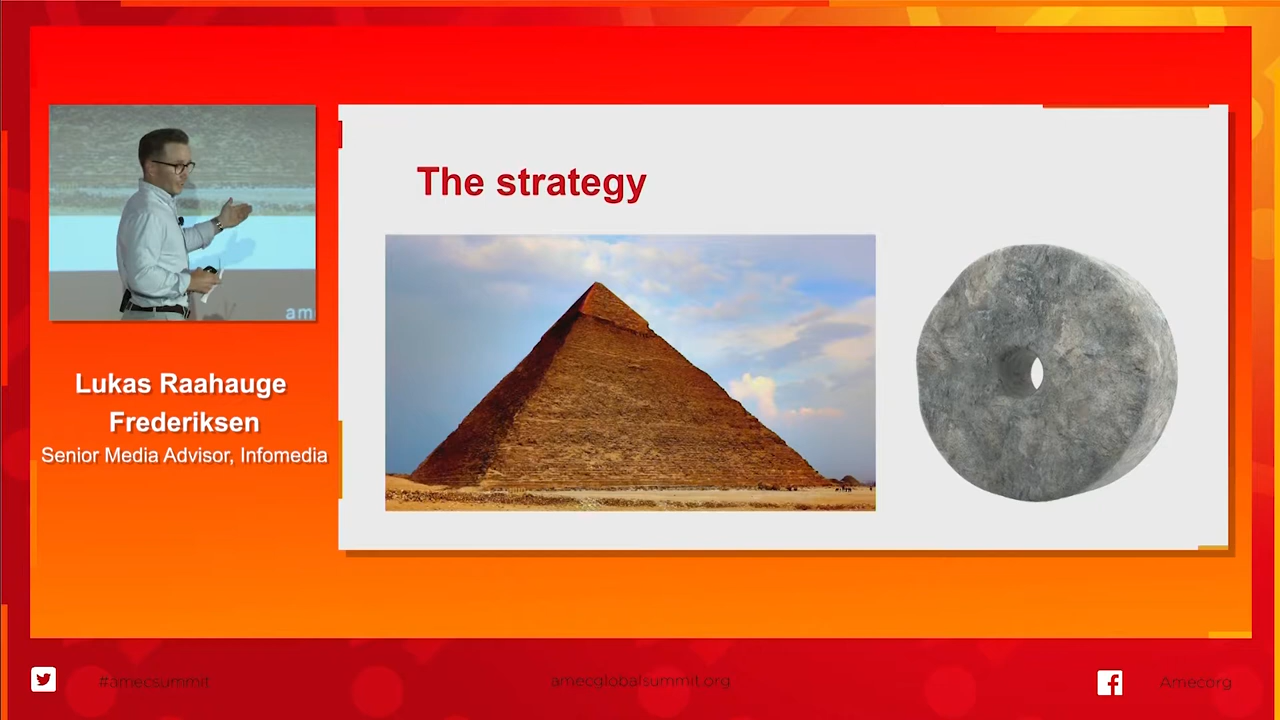 The strategy
am
Lukas Raahauge
Frederiksen
Senior Media Advisor, Infomedia
#amecsummit
amecglobalsummit.org
Amecorg